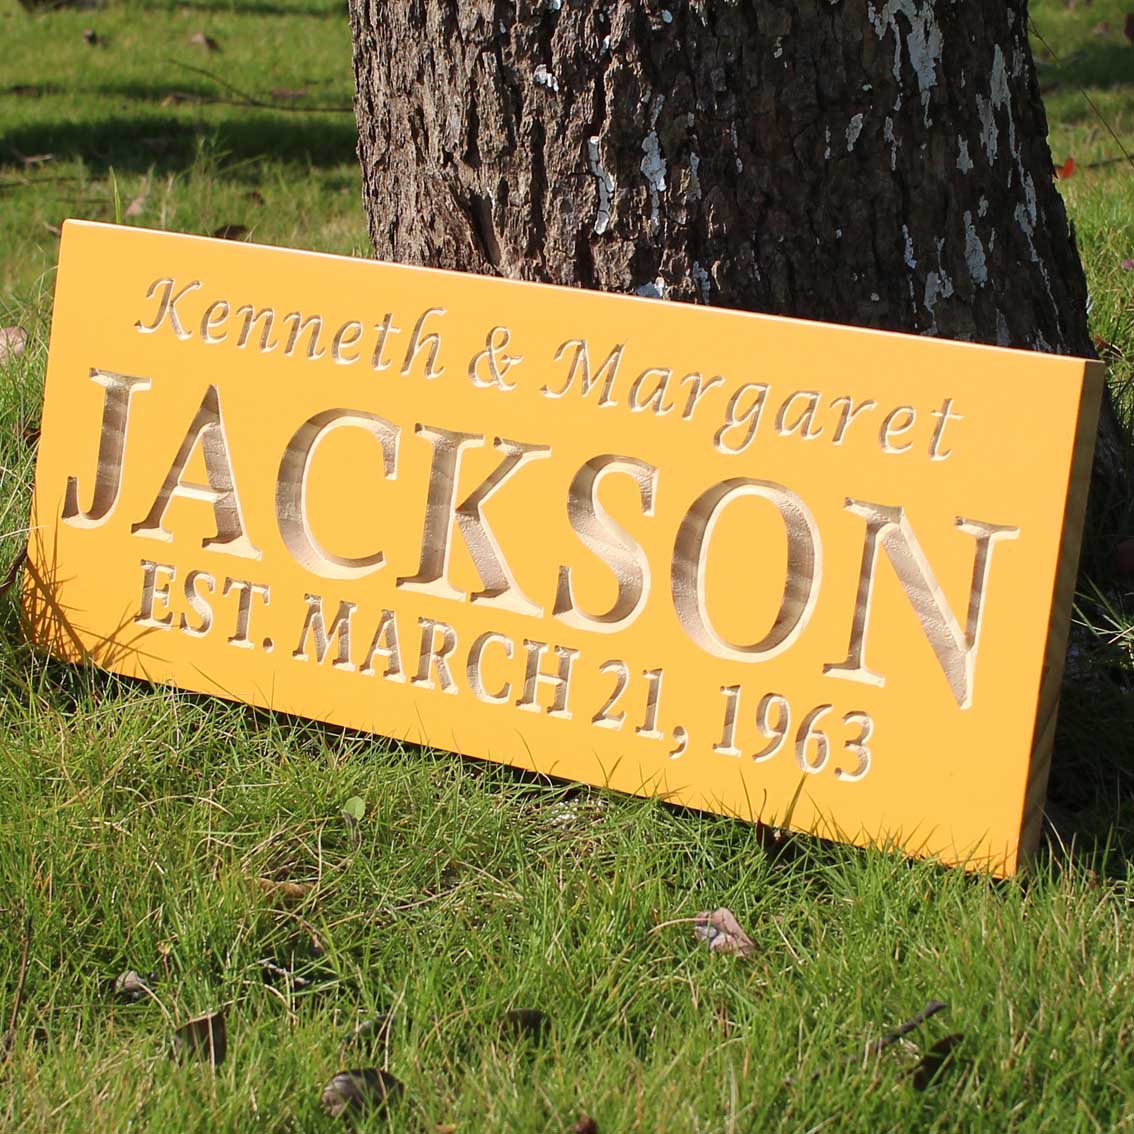 Kenneth & Margaret
JACKSON
EST. MARCH 21, 1963